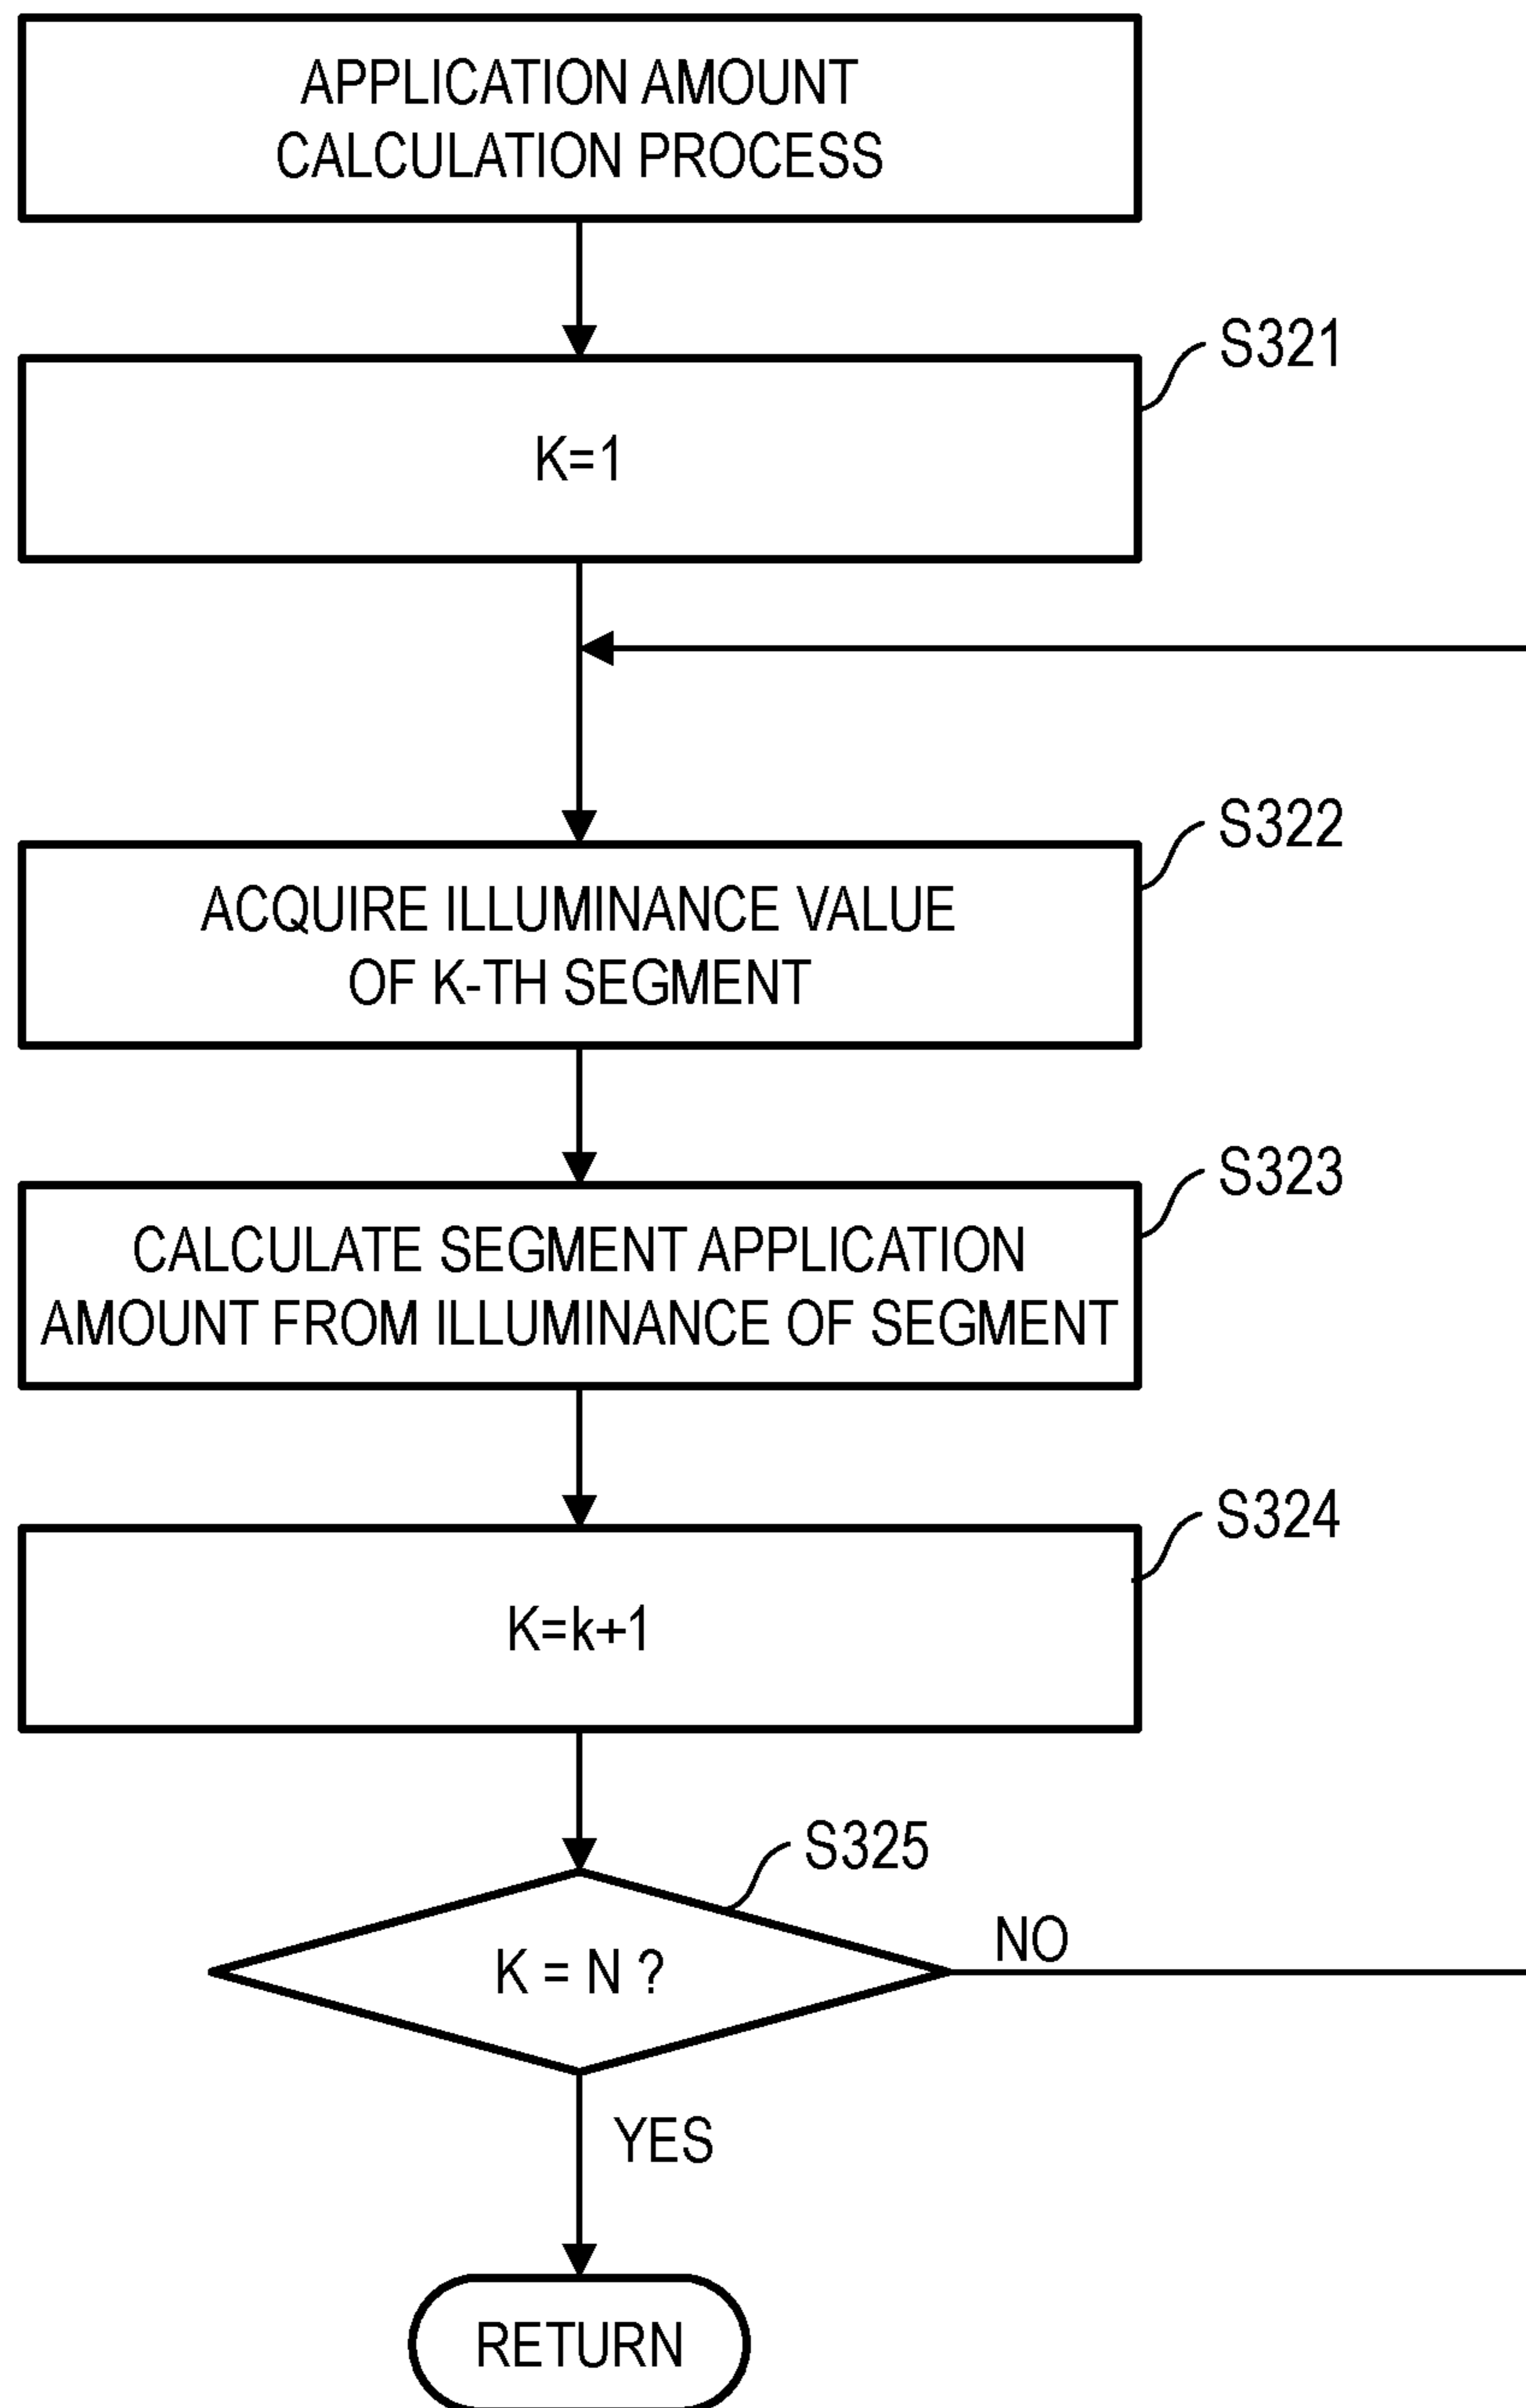 APPLICATION AMOUNT
CALCULATION PROCESS
S321
K=1
S322
ACQUIRE ILLUMINANCE VALUE
OF K-TH SEGMENT
S323
CALCULATE SEGMENT APPLICATION
AMOUNT FROM ILLUMINANCE OF SEGMENT
S324
K=k+1
S325
K = N ?
NO
YES
RETURN